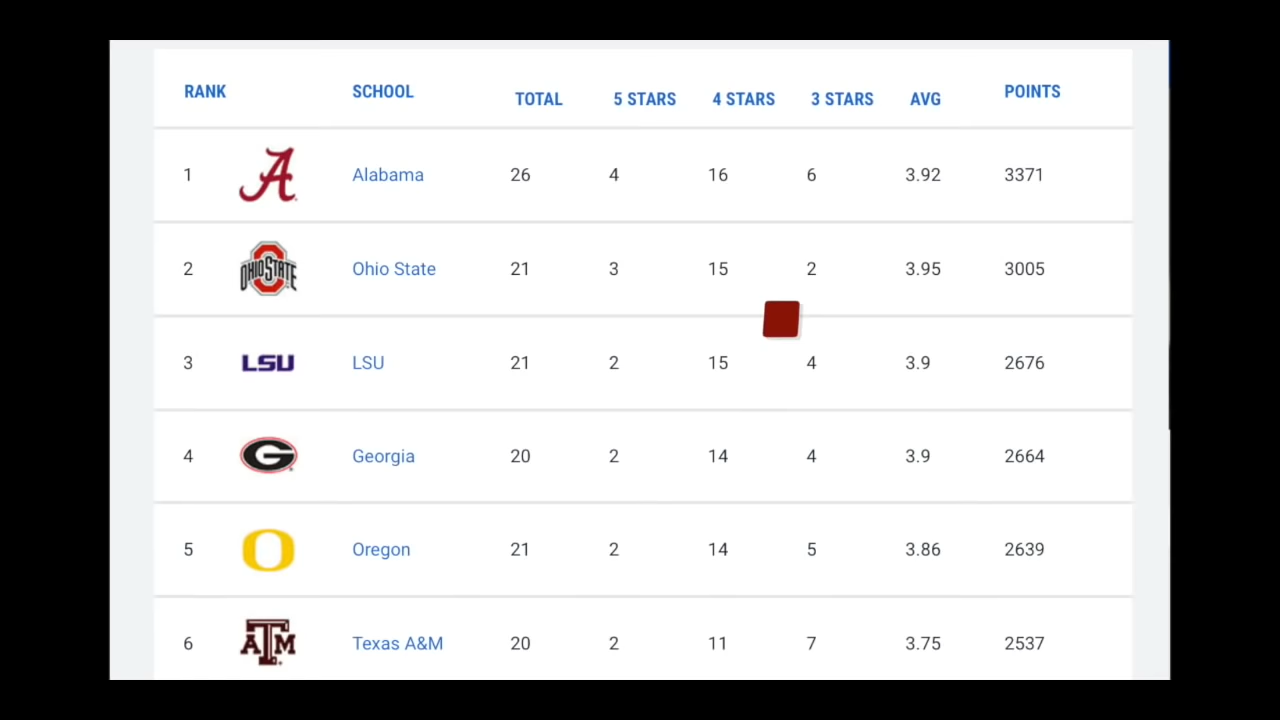 RANK SCHOOL TOTAL 5 STARS 4 STARS 3 STARS AVG POINTS
1 A Alabama 26 4 16 6 3.92 3371
2 OHIO STATE Ohio State 21 3 15 2 3.95 3005
3 LSU LSU 21 2 15 4 3.9 2676
4 G Georgia 20 2 14 4 3.9 2664
5 O Oregon 21 2 14 5 3.86 2639
6 ATM Texas A&M 20 2 11 7 3.75 2537